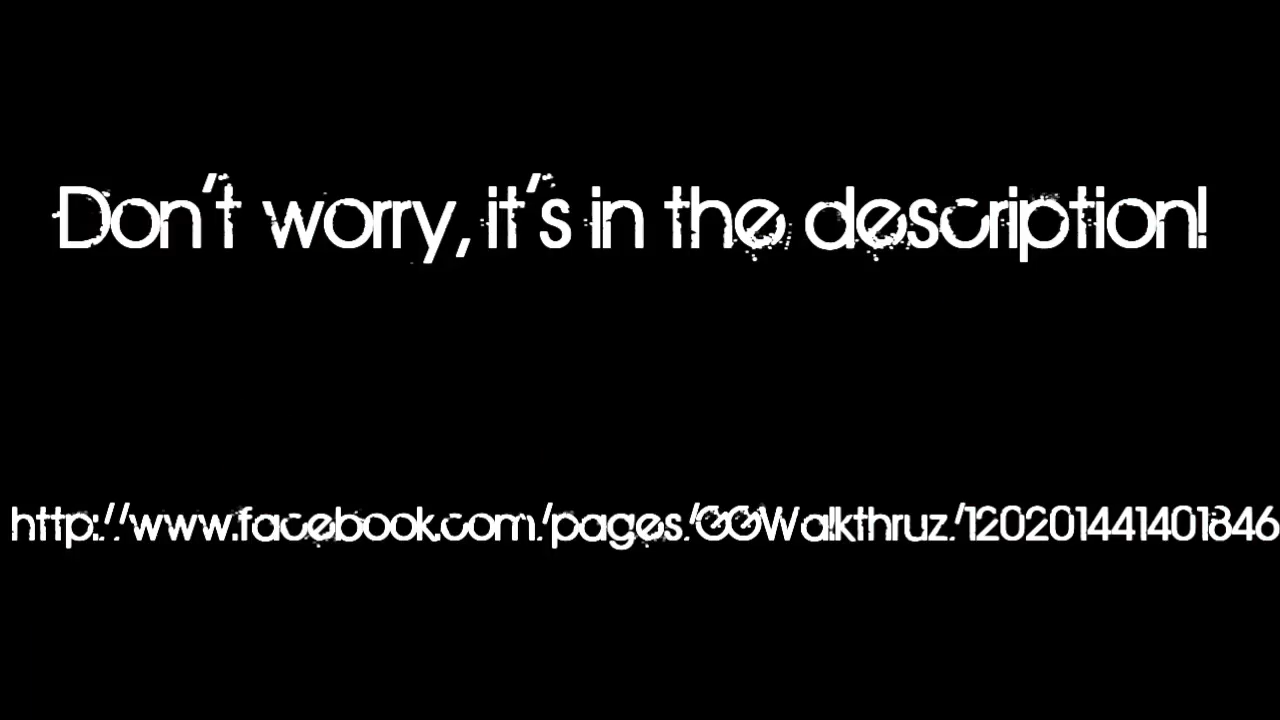 Don't worry, it's in the description!
http://www.facebook.com/pages/GGWalkthruz/120201441401846